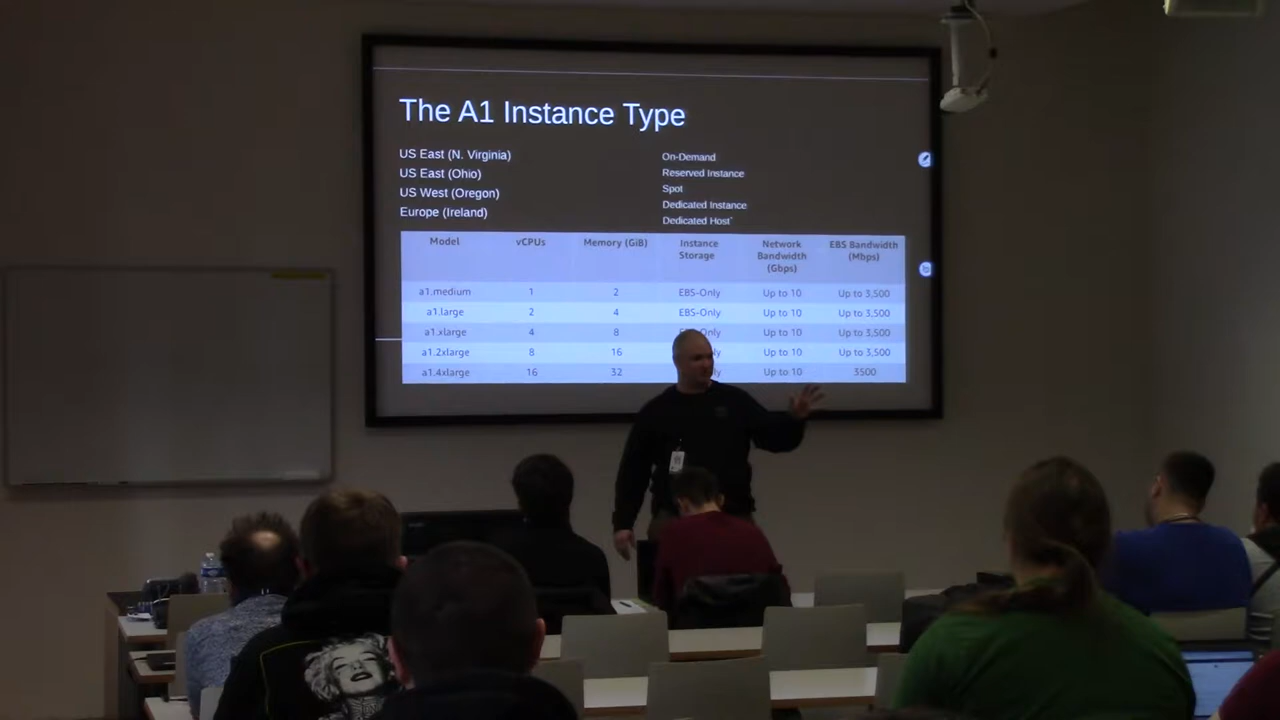 The A1 Instance Type
US East (N. Virginia)
US East (Ohio)
US West (Oregon)
Europe (Ireland)
On-Demand
Reserved Instance
Spot
Dedicated Instance
Dedicated Host*
Model vCPUs Memory (GiB) Instance Storage Network Bandwidth (Gbps) EBS Bandwidth (Mbps)
a1.medium 1 2 EBS-Only Up to 10 Up to 3,500
a1.large 2 4 EBS-Only Up to 10 Up to 3,500
a1.xlarge 4 8 Only Up to 10 Up to 3,500
a1.2xlarge 8 16 ly Up to 10 Up to 3,500
a1.4xlarge 16 32 ly Up to 10 3500